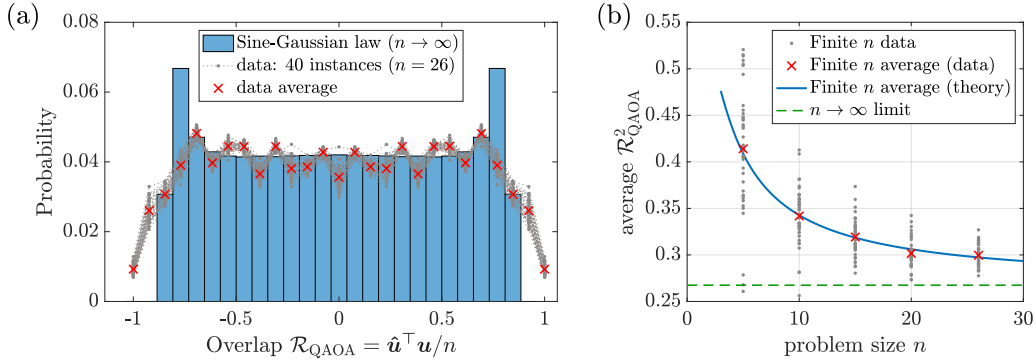 (a)
0.08
0.06
0.04
0.02
0
Probability
Sine-Gaussian law (n → ∞)
data: 40 instances (n = 26)
data average
-1
-0.5
0
0.5
1
Overlap R_QAOA = û^⊤u/n
(b)
0.55
0.5
0.45
0.4
0.35
0.3
0.25
average R²_QAOA
Finite n data
Finite n average (data)
Finite n average (theory)
n → ∞ limit
0
10
20
30
problem size n